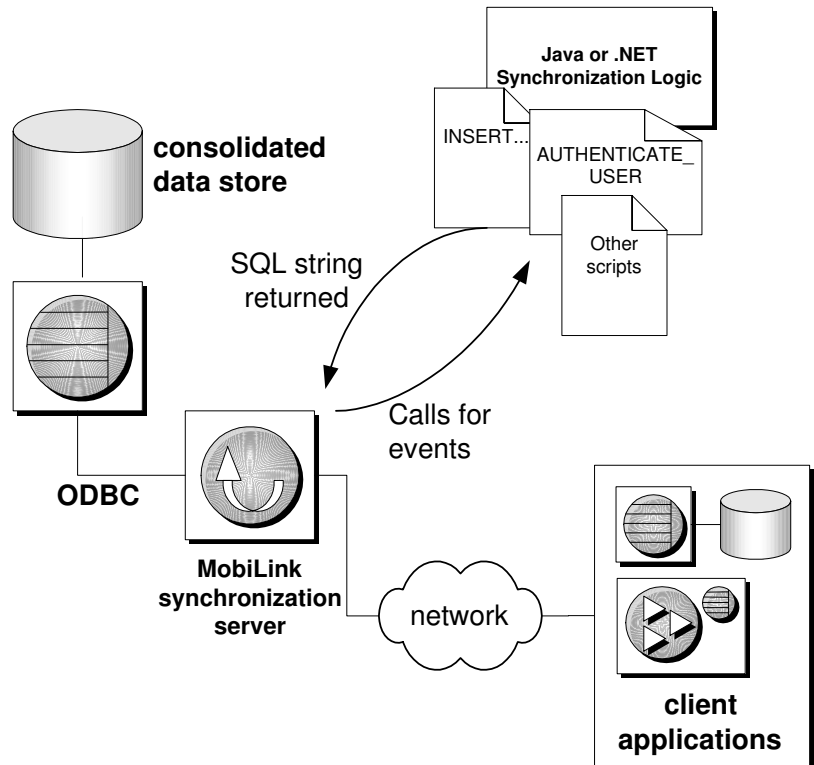 Java or .NET
Synchronization Logic
INSERT...
AUTHENTICATE_
USER
Other
scripts
consolidated
data store
SQL string
returned
Calls for
events
ODBC
MobiLink
synchronization
server
network
client
applications